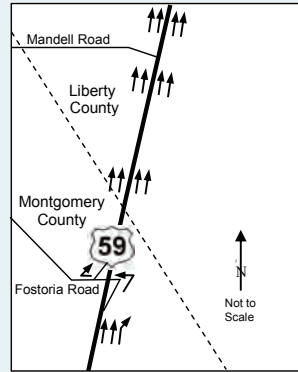 Mandell Road
Liberty
County
Montgomery
County
59
Fostoria Road
N
Not to
Scale